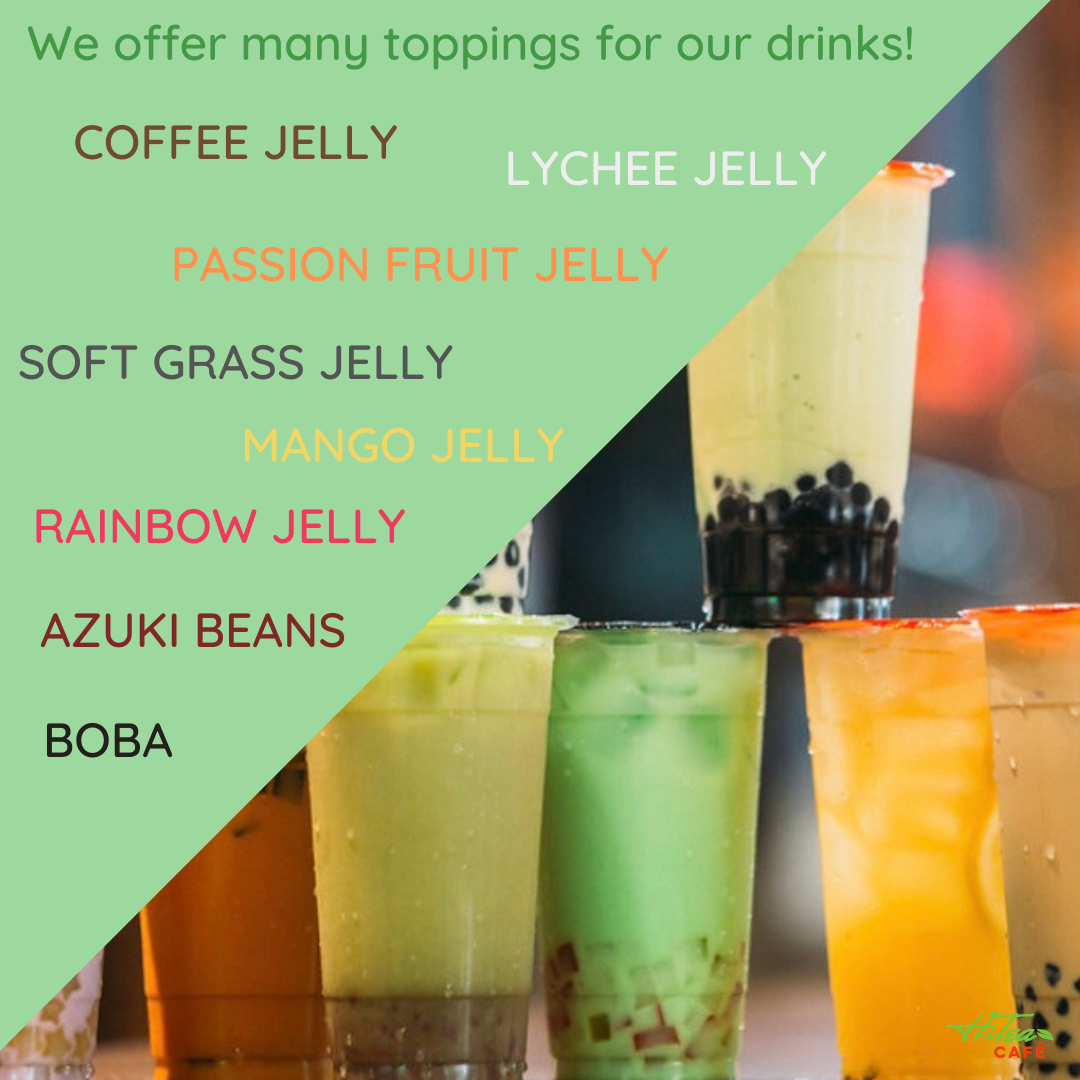 We offer many toppings for our drinks!
COFFEE JELLY
LYCHEE JELLY
PASSION FRUIT JELLY
SOFT GRASS JELLY
MANGO JELLY
RAINBOW JELLY
AZUKI BEANS
BOBA
HiTea
CAFÉ